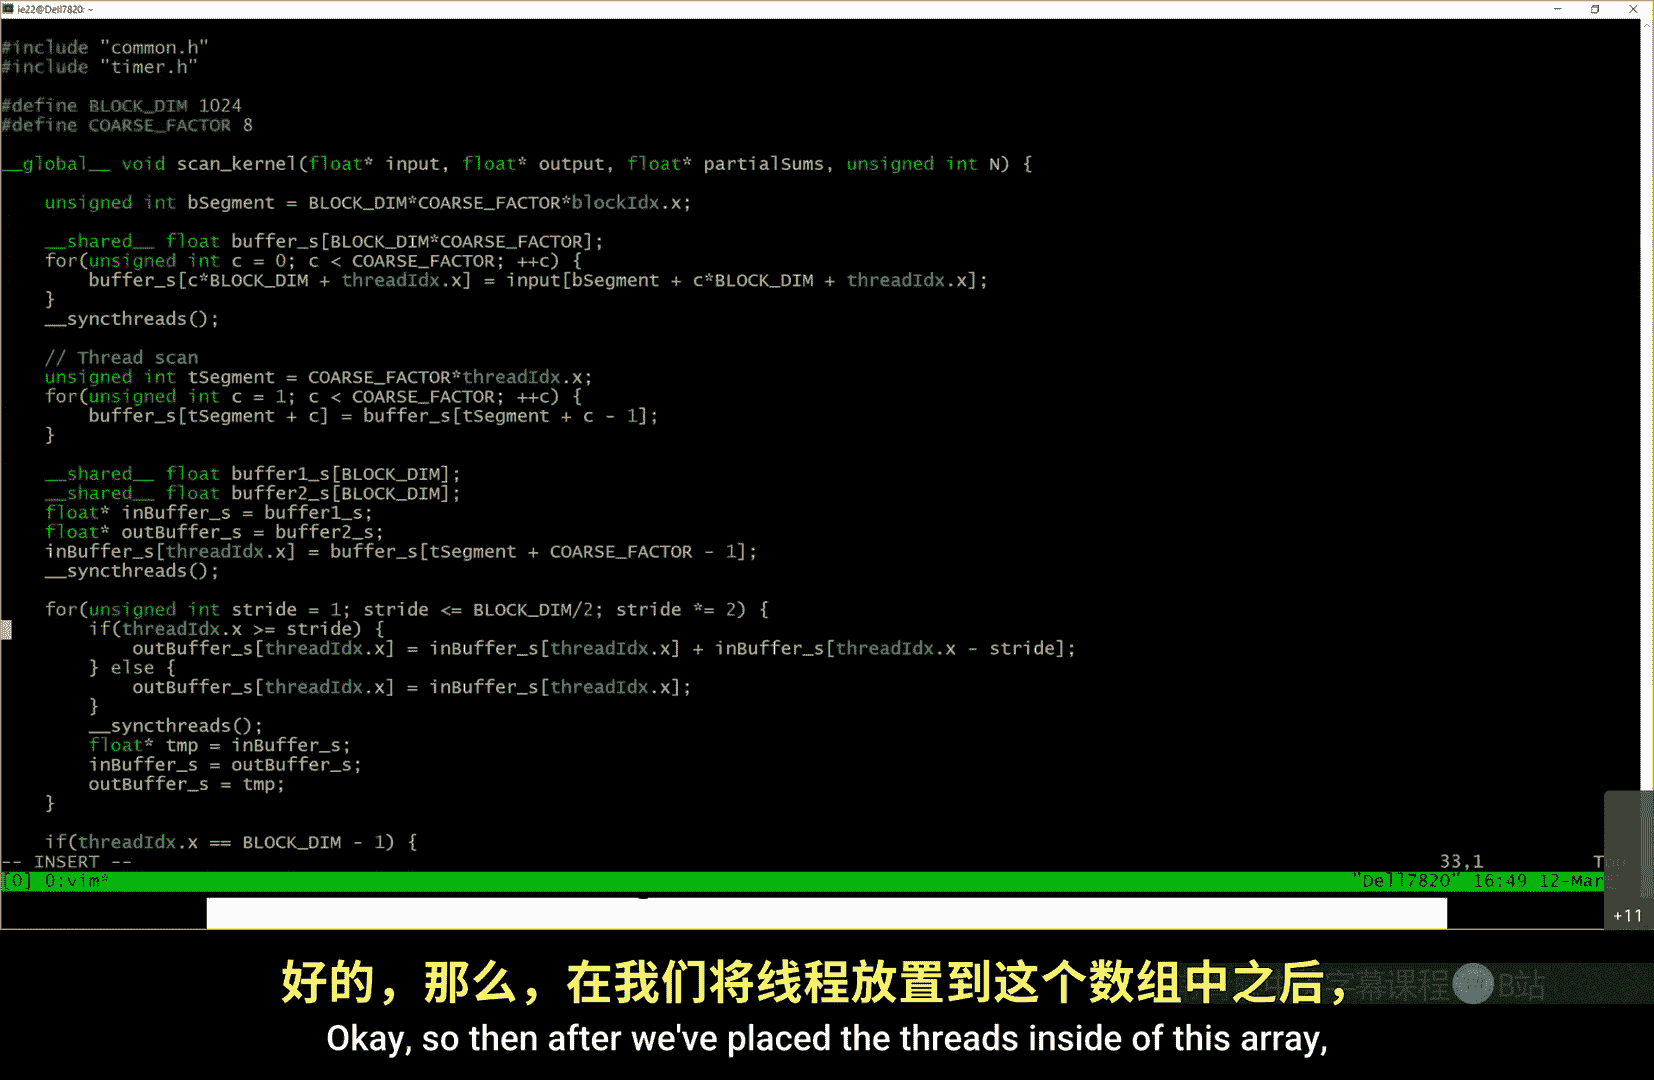 ie22@Dell7820: ~
#include "common.h"
#include "timer.h"
#define BLOCK_DIM 1024
#define COARSE_FACTOR 8
__global__ void scan_kernel(float* input, float* output, float* partialSums, unsigned int N) {
unsigned int bSegment = BLOCK_DIM*COARSE_FACTOR*blockIdx.x;
__shared__ float buffer_s[BLOCK_DIM*COARSE_FACTOR];
for(unsigned int c = 0; c < COARSE_FACTOR; ++c) {
buffer_s[c*BLOCK_DIM + threadIdx.x] = input[bSegment + c*BLOCK_DIM + threadIdx.x];
}
__syncthreads();
// Thread scan
unsigned int tSegment = COARSE_FACTOR*threadIdx.x;
for(unsigned int c = 1; c < COARSE_FACTOR; ++c) {
buffer_s[tSegment + c] = buffer_s[tSegment + c - 1];
}
__shared__ float buffer1_s[BLOCK_DIM];
__shared__ float buffer2_s[BLOCK_DIM];
float* inBuffer_s = buffer1_s;
float* outBuffer_s = buffer2_s;
inBuffer_s[threadIdx.x] = buffer_s[tSegment + COARSE_FACTOR - 1];
__syncthreads();
for(unsigned int stride = 1; stride <= BLOCK_DIM/2; stride *= 2) {
if(threadIdx.x >= stride) {
outBuffer_s[threadIdx.x] = inBuffer_s[threadIdx.x] + inBuffer_s[threadIdx.x - stride];
} else {
outBuffer_s[threadIdx.x] = inBuffer_s[threadIdx.x];
}
__syncthreads();
float* tmp = inBuffer_s;
inBuffer_s = outBuffer_s;
outBuffer_s = tmp;
}
if(threadIdx.x == BLOCK_DIM - 1) {
-- INSERT -- 33,1 Top
[0] 0:vim* "Dell7820" 16:49 12-Mar
+11
好的，那么，在我们将线程放置到这个数组中之后，
字幕课程 B站
Okay, so then after we've placed the threads inside of this array,